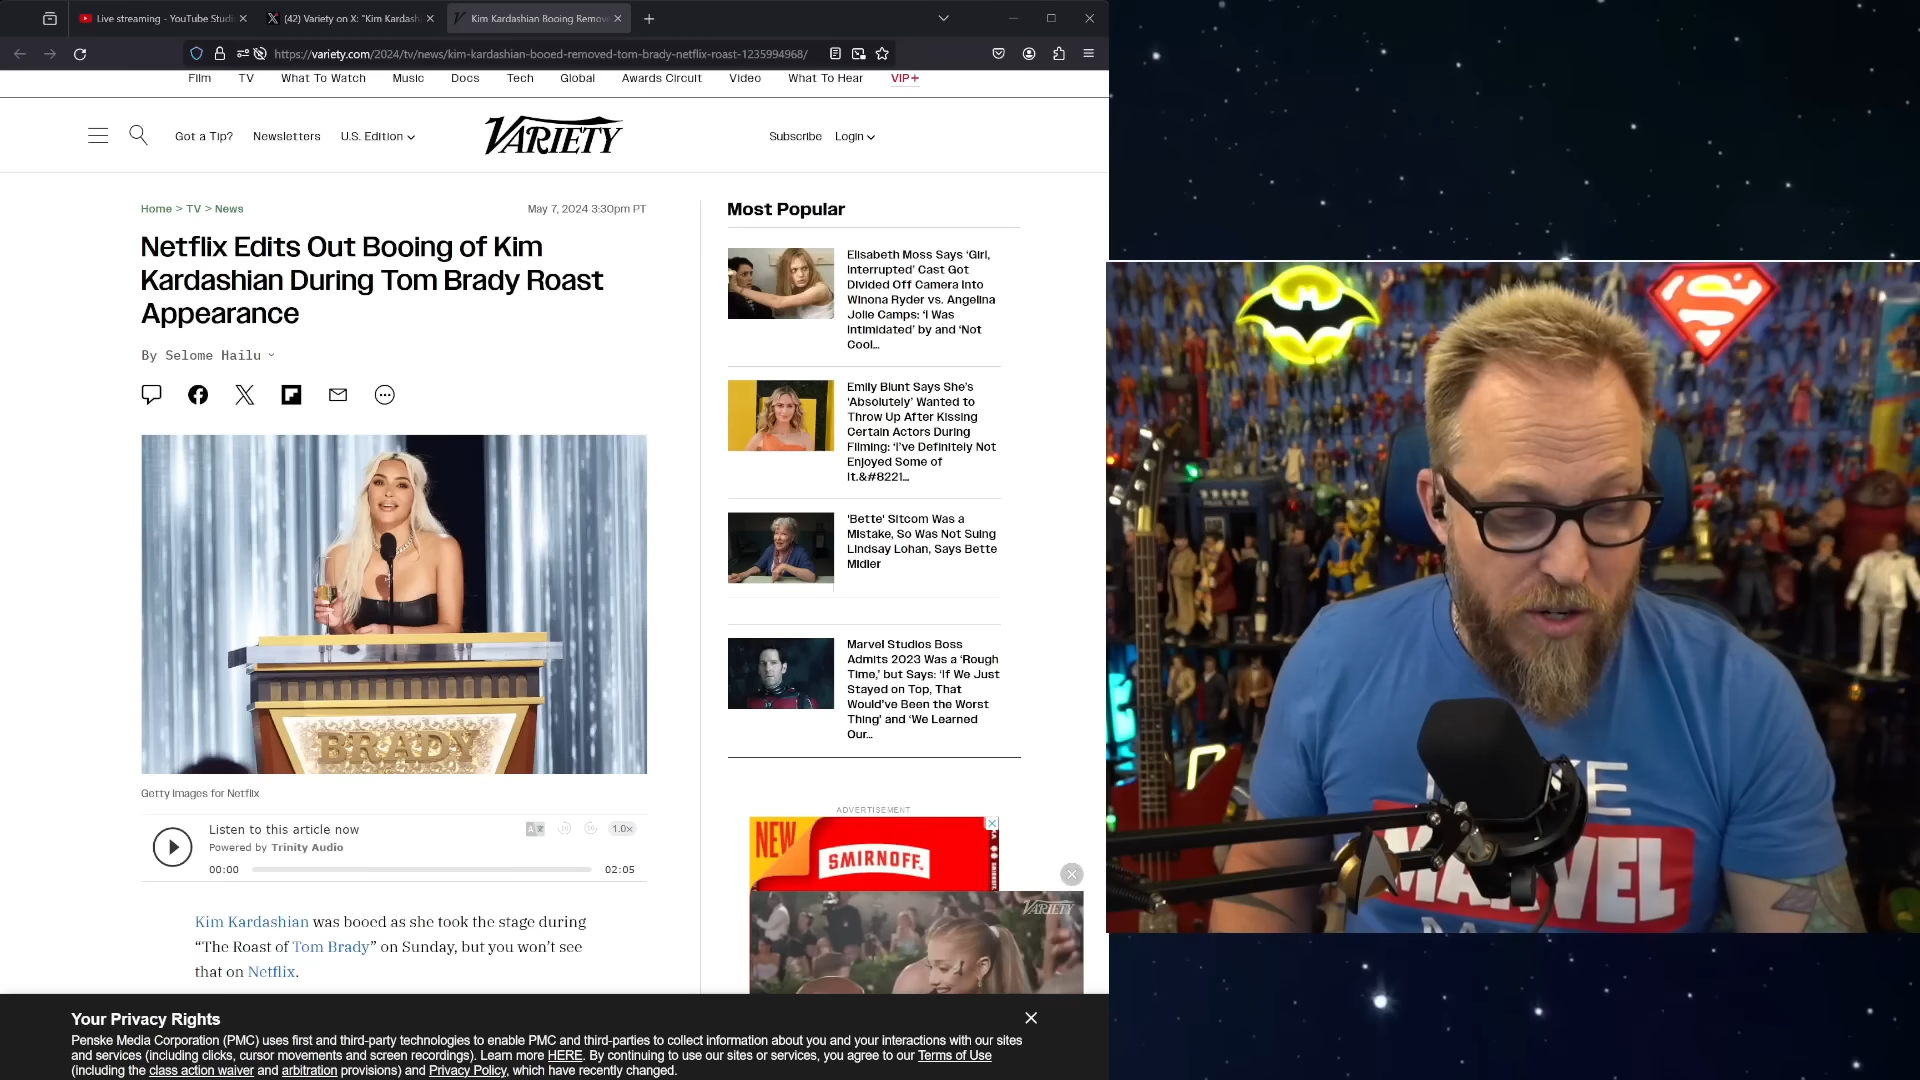 Live streaming - YouTube Studi
(42) Variety on X: "Kim Kardash
Kim Kardashian Booing Remov
https://variety.com/2024/tv/news/kim-kardashian-booed-removed-tom-brady-netflix-roast-1235994968/
Film TV What To Watch Music Docs Tech Global Awards Circuit Video What To Hear VIP+
Got a Tip? Newsletters U.S. Edition
VARIETY
Subscribe Login
Home > TV > News
May 7, 2024 3:30pm PT
Netflix Edits Out Booing of Kim
Kardashian During Tom Brady Roast
Appearance
By Selome Hailu
BRADY
Getty Images for Netflix
Listen to this article now
Powered by Trinity Audio
1.0x
00:00
02:05
Kim Kardashian was booed as she took the stage during
“The Roast of Tom Brady” on Sunday, but you won’t see
that on Netflix.
Most Popular
Elisabeth Moss Says ‘Girl,
Interrupted’ Cast Got
Divided Off Camera Into
Winona Ryder vs. Angelina
Jolie Camps: ‘I Was
Intimidated’ by and ‘Not
Cool...
Emily Blunt Says She’s
‘Absolutely’ Wanted to
Throw Up After Kissing
Certain Actors During
Filming: ‘I’ve Definitely Not
Enjoyed Some of
It.&#8221...
'Bette' Sitcom Was a
Mistake, So Was Not Suing
Lindsay Lohan, Says Bette
Midler
Marvel Studios Boss
Admits 2023 Was a ‘Rough
Time,’ but Says: ‘If We Just
Stayed on Top, That
Would’ve Been the Worst
Thing’ and ‘We Learned
Our...
ADVERTISEMENT
NEW
SMIRNOFF
VARIETY
Your Privacy Rights
Penske Media Corporation (PMC) uses first and third-party technologies to enable PMC and third-parties to collect information about you and your interactions with our sites
and services (including clicks, cursor movements and screen recordings). Learn more HERE. By continuing to use our sites or services, you agree to our Terms of Use
(including the class action waiver and arbitration provisions) and Privacy Policy, which have recently changed.
MARVEL